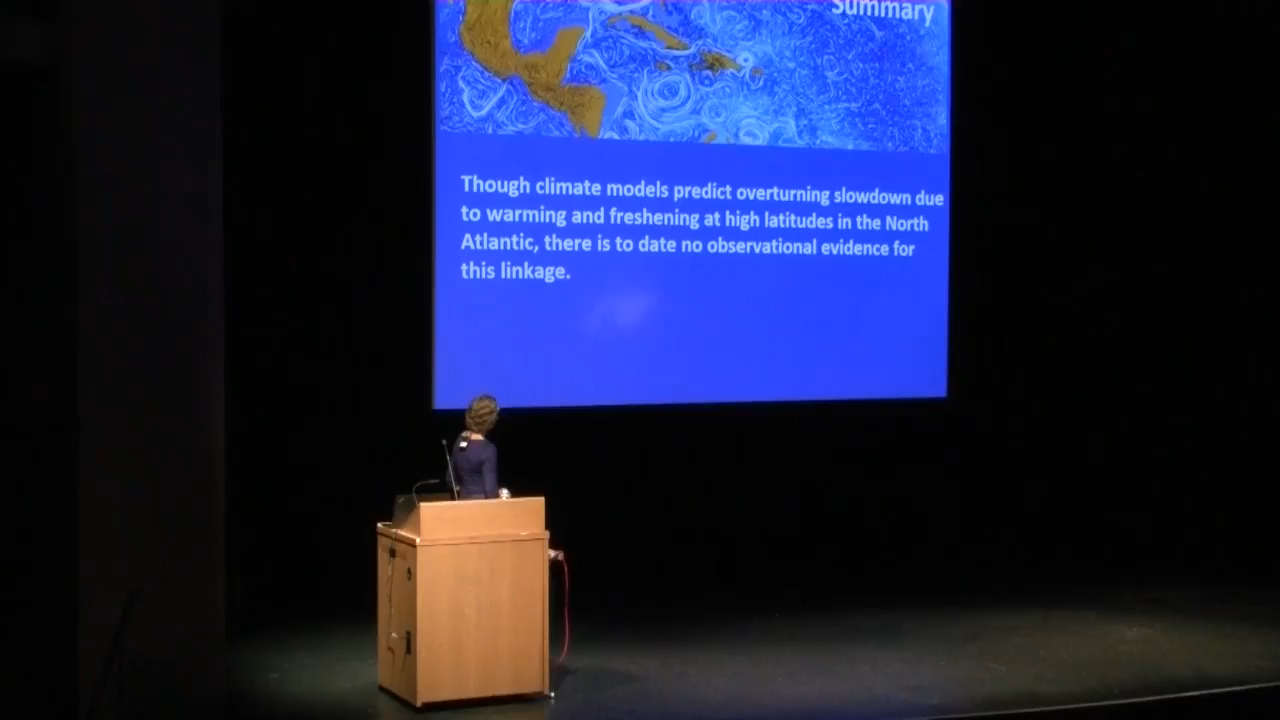 Summary
Though climate models predict overturning slowdown due
to warming and freshening at high latitudes in the North
Atlantic, there is to date no observational evidence for
this linkage.